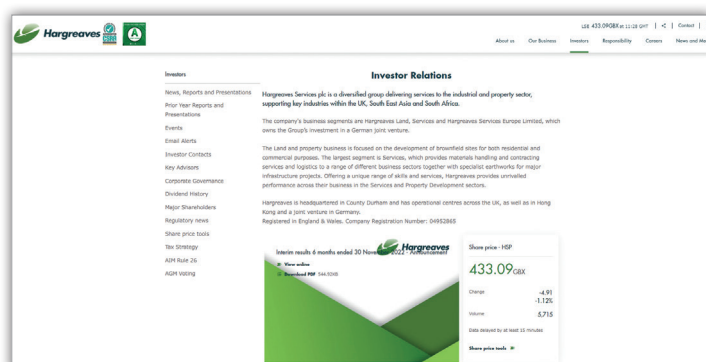 Hargreaves
LSE 433.09GBX at 11:28 GMT | Contact |
About us Our Business Investors Responsibility Careers News and Me
Investors
News, Reports and Presentations
Prior Year Reports and
Presentations
Events
Email Alerts
Investor Contacts
Key Advisors
Corporate Governance
Dividend History
Major Shareholders
Regulatory news
Share price tools
Tax Strategy
AIM Rule 26
AGM Voting
Investor Relations
Hargreaves Services plc is a diversified group delivering services to the industrial and property sector,
supporting key industries within the UK, South East Asia and South Africa.
The company's business segments are Hargreaves Land, Services and Hargreaves Services Europe Limited, which
owns the Group's investment in a German joint venture.
The Land and property business is focused on the development of brownfield sites for both residential and
commercial purposes. The largest segment is Services, which provides materials handling and contracting
services and logistics to a range of different business sectors together with specialist earthworks for major
infrastructure projects. Offering a unique range of skills and services, Hargreaves provides unrivalled
performance across their business in the Services and Property Development sectors.
Hargreaves is headquartered in County Durham and has operational centres across the UK, as well as in Hong
Kong and a joint venture in Germany.
Registered in England & Wales. Company Registration Number: 04952865
Hargreaves
Interim results 6 months ended 30 November 2022 - Announcement
View online
Download PDF 544.92KB
Share price - HSP
433.09GBX
Change -4.91
-1.12%
Volume 5,715
Data delayed by at least 15 minutes
Share price tools